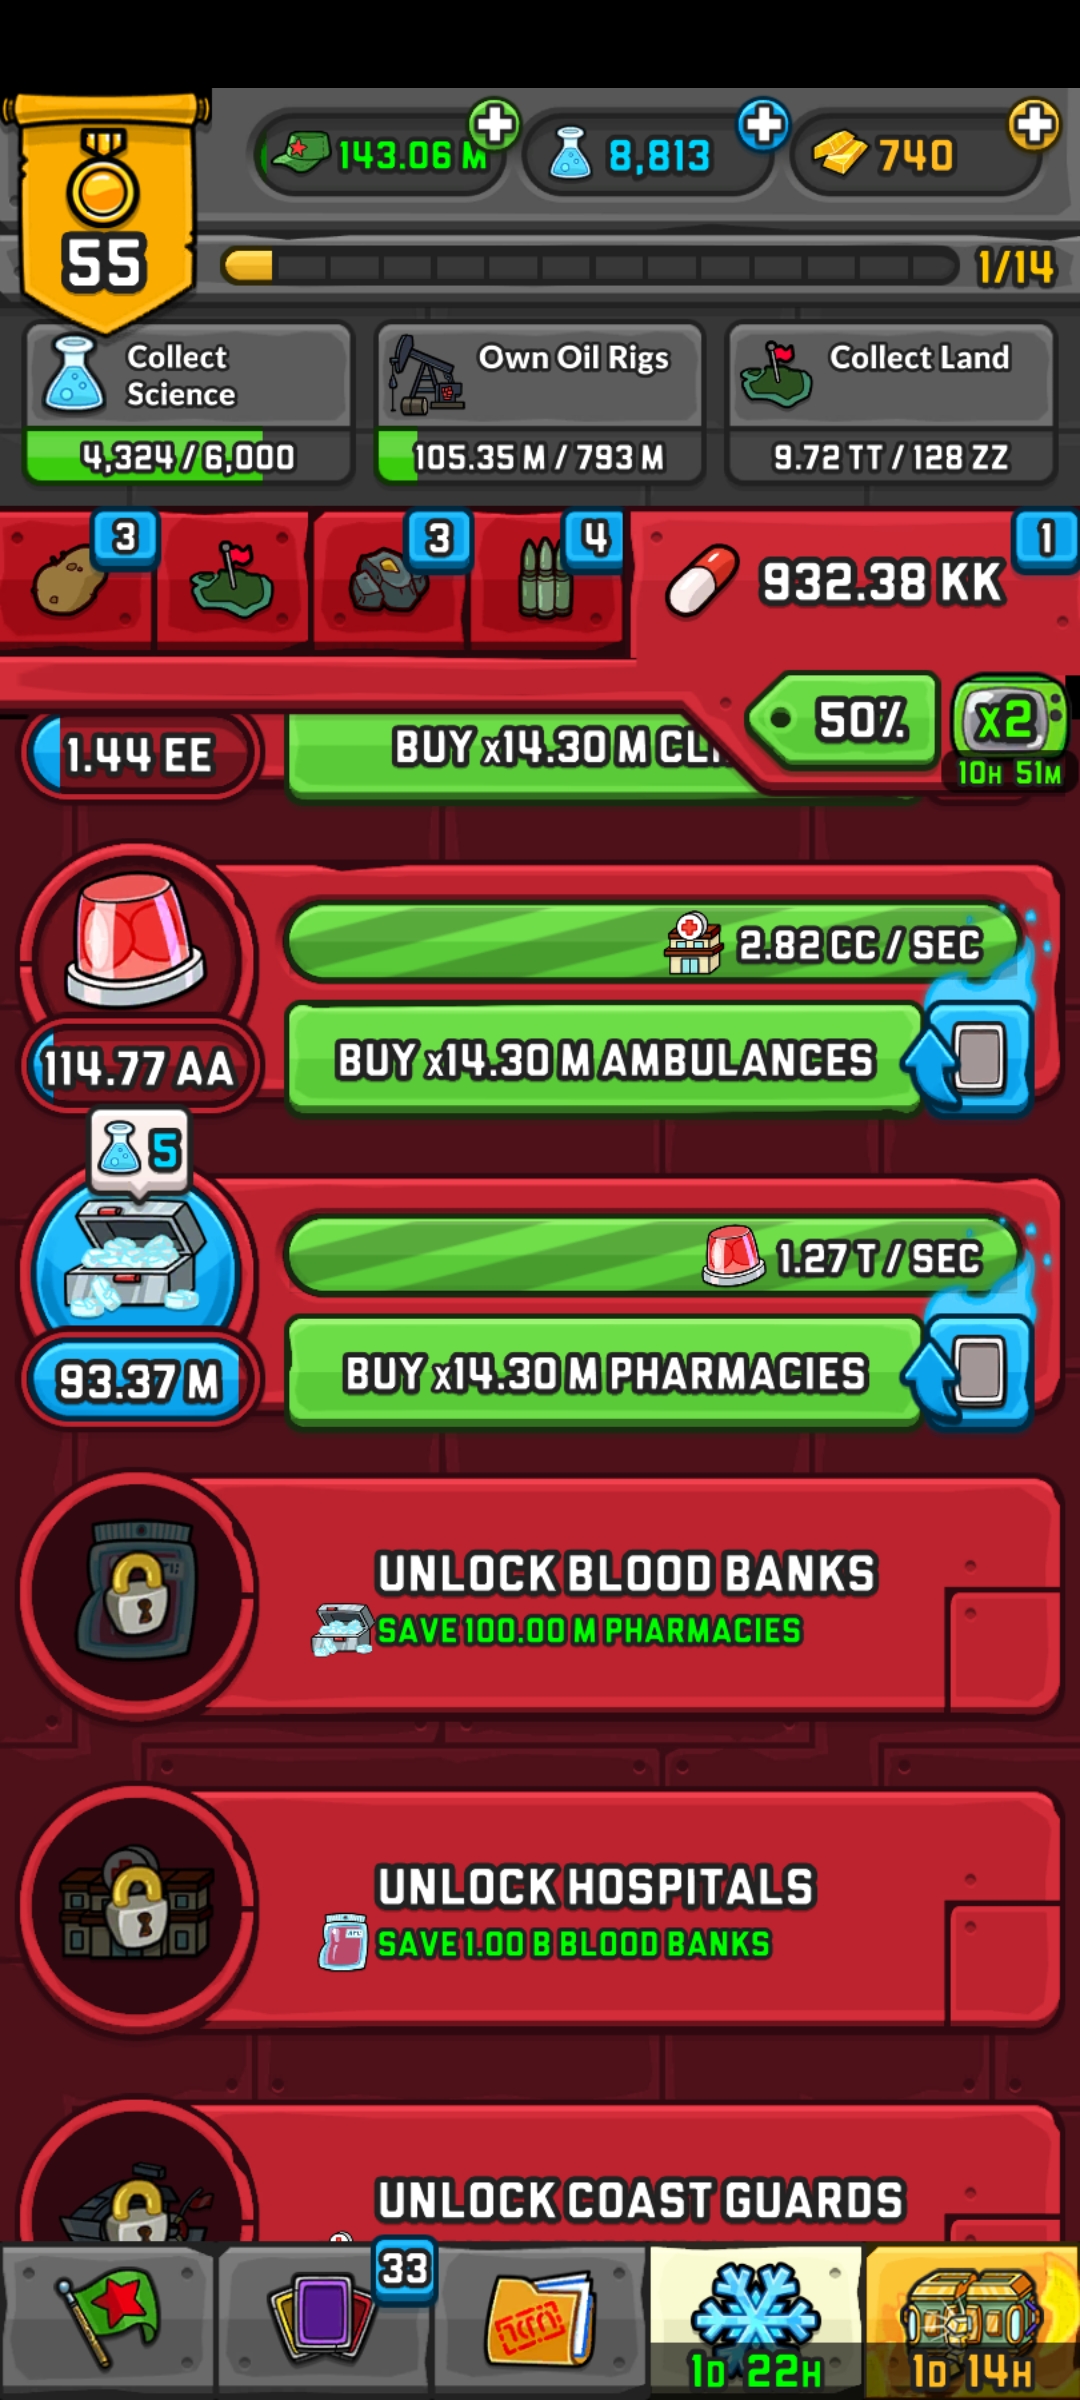 143.06 M
8,813
740
55
1/14
Collect
Science
Own Oil Rigs
Collect Land
4,324 / 6,000
105.35 M / 793 M
9.72 TT / 128 ZZ
3
3
4
1
932.38 KK
50%
x2
10H 51M
1.44 EE
BUY x14.30 M
2.82 CC / SEC
114.77 AA
BUY x14.30 M AMBULANCES
5
1.27 T / SEC
93.37 M
BUY x14.30 M PHARMACIES
UNLOCK BLOOD BANKS
SAVE 100.00 M PHARMACIES
UNLOCK HOSPITALS
SAVE 1.00 B BLOOD BANKS
UNLOCK COAST GUARDS
33
1D 22H
1D 14H